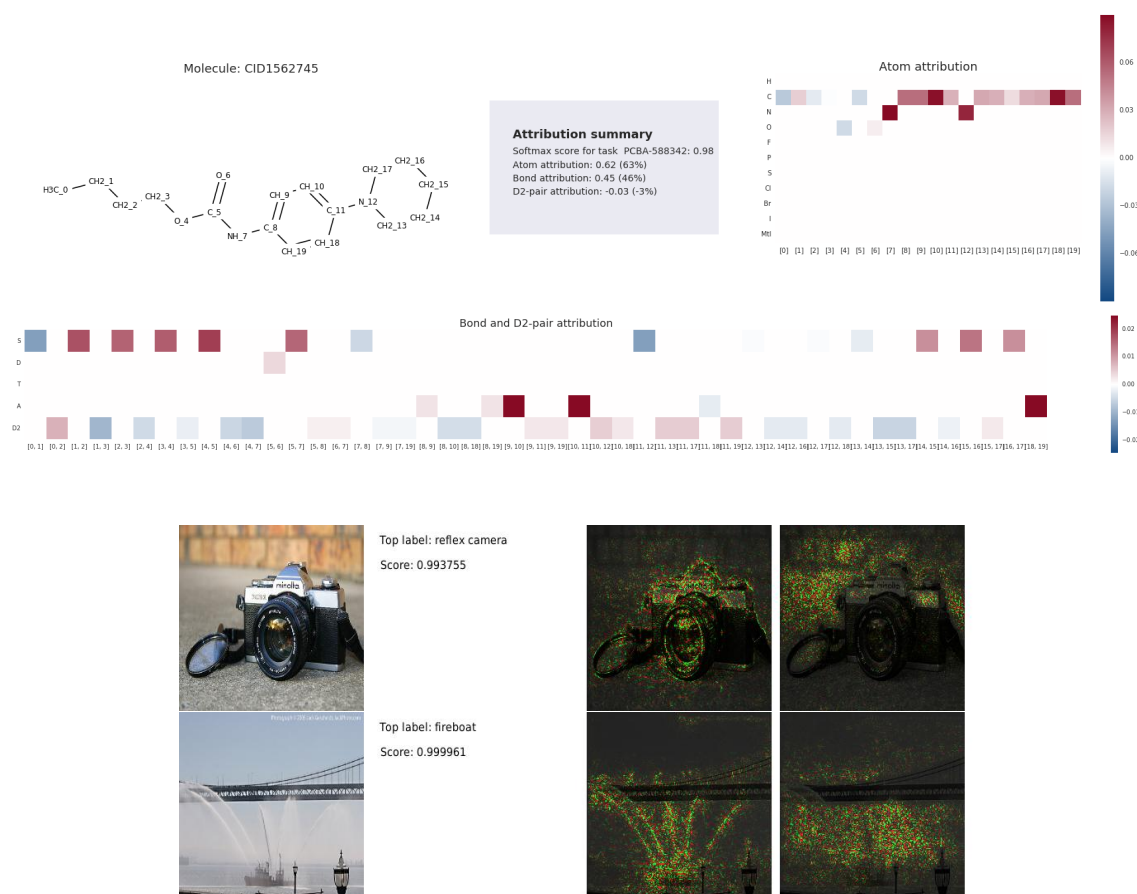 Molecule: CID1562745
H3C_0
CH2_1
CH2_2
CH2_3
O_4
C_5
O_6
NH_7
C_8
CH_9
CH_10
C_11
N_12
CH2_13
CH2_14
CH2_15
CH2_16
CH2_17
CH_18
CH_19
Attribution summary
Softmax score for task PCBA-588342: 0.98
Atom attribution: 0.62 (63%)
Bond attribution: 0.45 (46%)
D2-pair attribution: -0.03 (-3%)
Atom attribution
H
C
N
O
F
P
S
Cl
Br
I
Mtl
[0] [1] [2] [3] [4] [5] [6] [7] [8] [9] [10] [11] [12] [13] [14] [15] [16] [17] [18] [19]
0.06
0.03
0.00
−0.03
−0.06
Bond and D2-pair attribution
S
D
T
A
D2
[0, 1] [0, 2] [1, 2] [1, 3] [2, 3] [2, 4] [3, 4] [3, 5] [4, 5] [4, 6] [4, 7] [5, 6] [5, 7] [5, 8] [6, 7] [7, 8] [7, 9] [7, 19] [8, 9] [8, 10] [8, 18] [8, 19] [9, 10] [9, 11] [9, 19] [10, 11] [10, 12] [10, 18] [11, 12] [11, 13] [11, 17] [11, 18] [11, 19] [12, 13] [12, 14] [12, 16] [12, 17] [12, 18] [13, 14] [13, 15] [13, 17] [14, 15] [14, 16] [15, 16] [15, 17] [16, 17] [18, 19]
0.02
0.01
0.00
Top label: reflex camera
Score: 0.993755
minolta
Top label: fireboat
Score: 0.999961